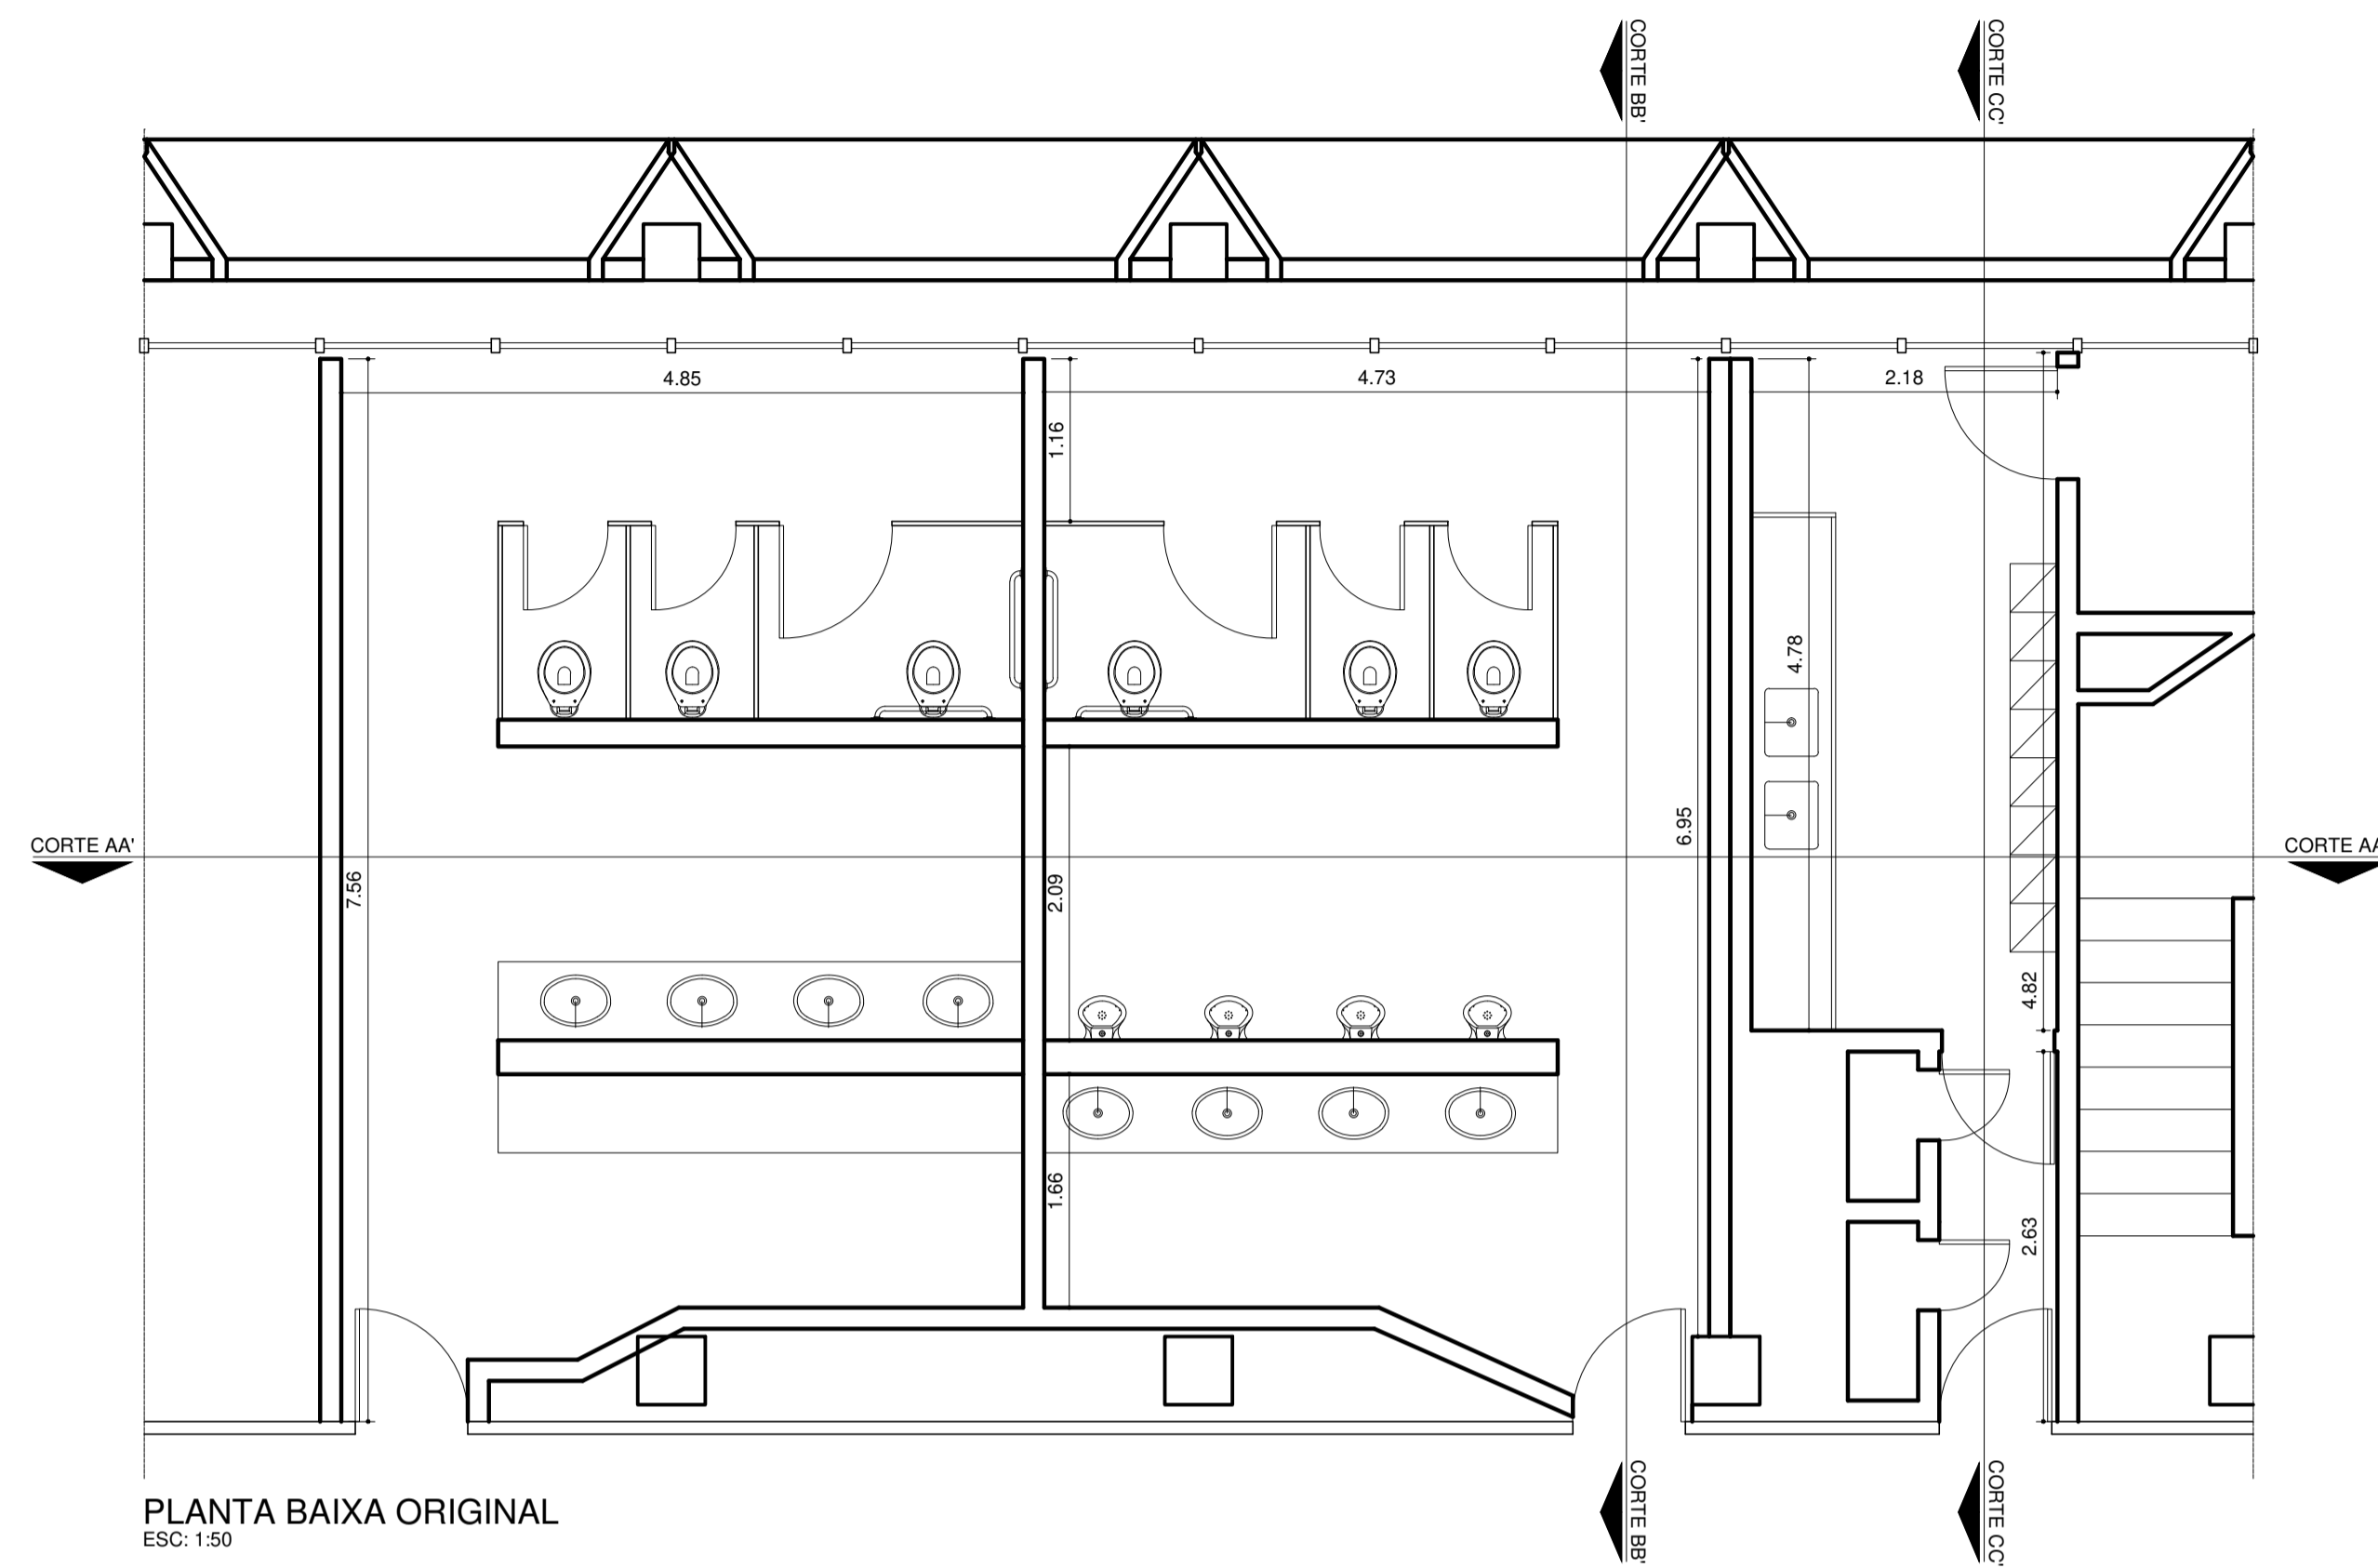 CORTE BB'
CORTE CC'
4.85
4.73
2.18
1.16
4.78
6.95
CORTE AA'
CORTE AA
7.56
2.09
4.82
1.66
2.63
PLANTA BAIXA ORIGINAL
ESC: 1:50
CORTE BB'
CORTE CC'